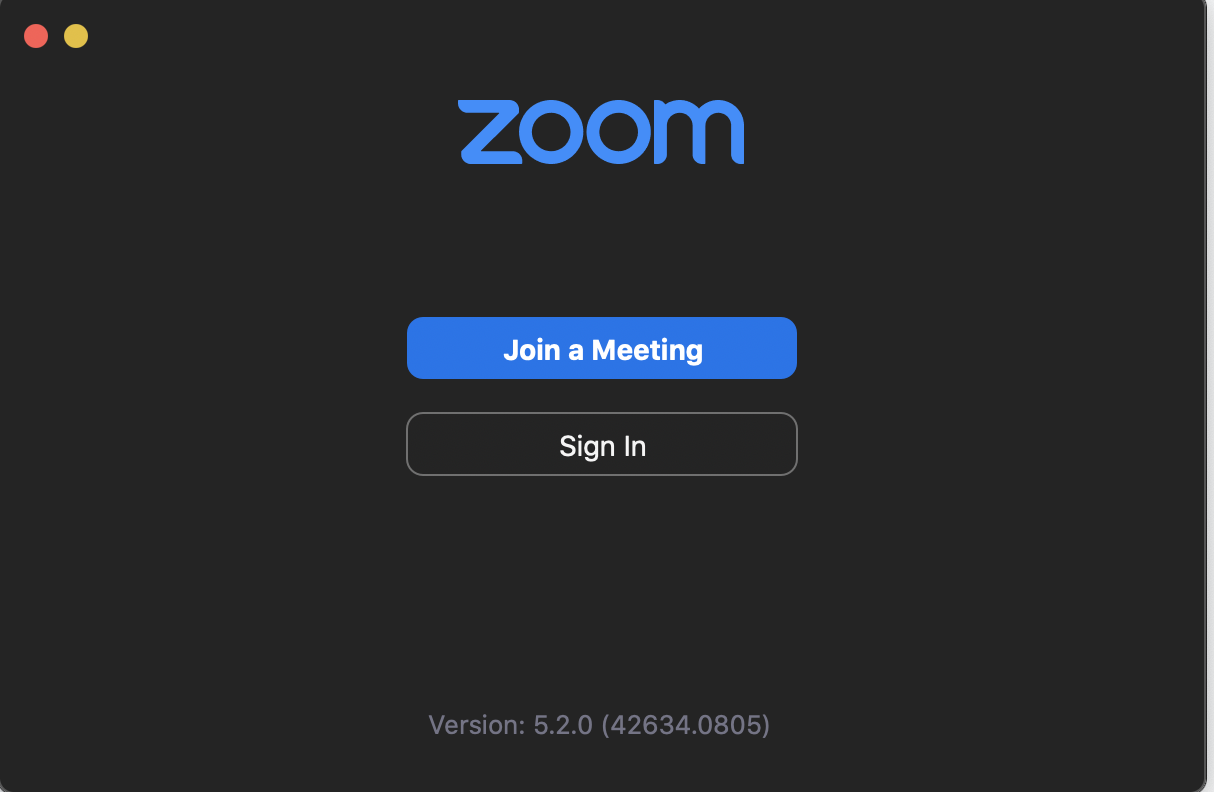 zoom
Join a Meeting
Sign In
Version: 5.2.0 (42634.0805)